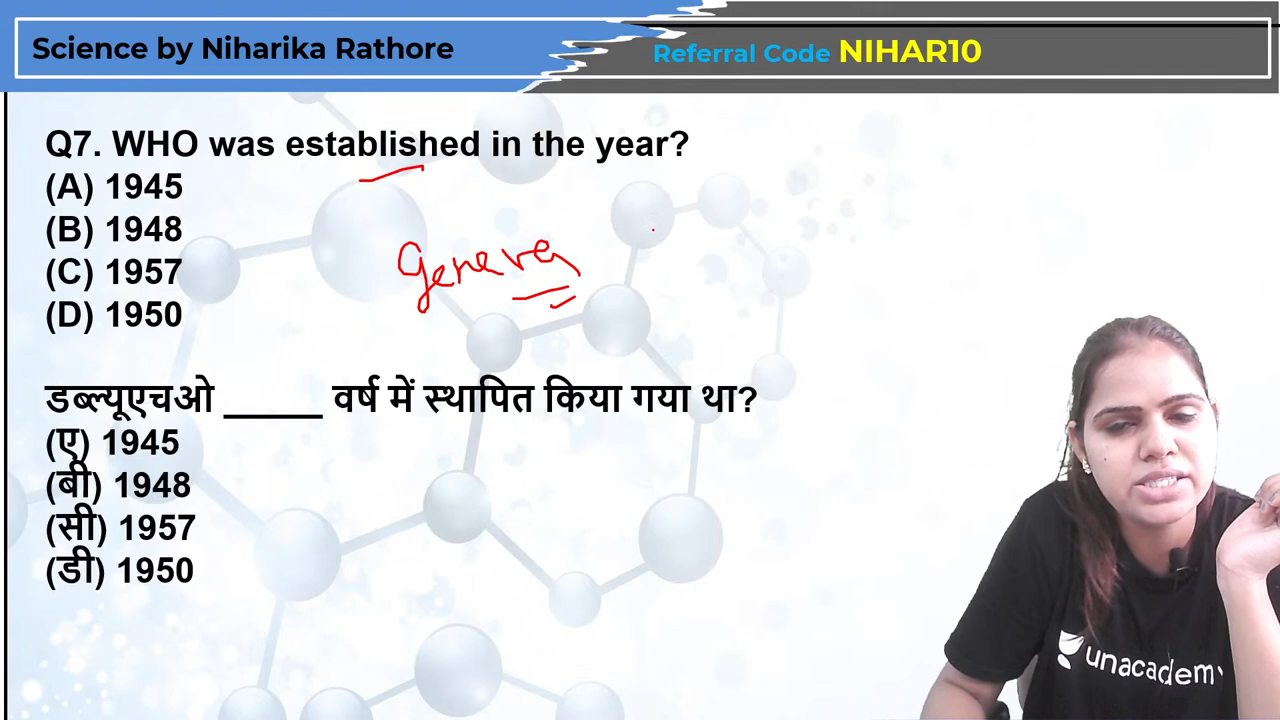 Science by Niharika Rathore
Referral Code NIHAR10
Q7. WHO was established in the year?
(A) 1945
(B) 1948
(C) 1957
(D) 1950
Geneva
डब्ल्यूएचओ _____ वर्ष में स्थापित किया गया था?
(ए) 1945
(बी) 1948
(सी) 1957
(डी) 1950
unacademy